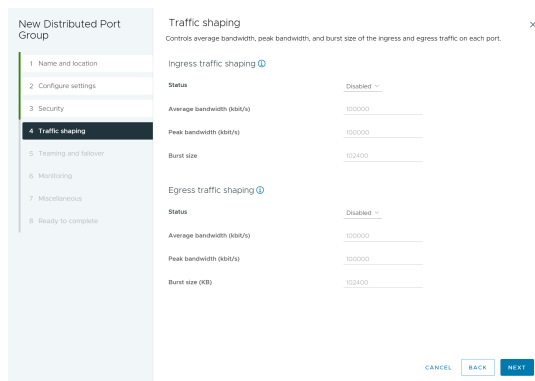 New Distributed Port
Group
1 Name and location
2 Configure settings
3 Security
4 Traffic shaping
5 Teaming and failover
6 Monitoring
7 Miscellaneous
8 Ready to complete
Traffic shaping
Controls average bandwidth, peak bandwidth, and burst size of the ingress and egress traffic on each port.
Ingress traffic shaping
Status Disabled
Average bandwidth (kbit/s) 100000
Peak bandwidth (kbit/s) 100000
Burst size 102400
Egress traffic shaping
Status Disabled
Average bandwidth (kbit/s) 100000
Peak bandwidth (kbit/s) 100000
Burst size (KB) 102400
CANCEL BACK NEXT